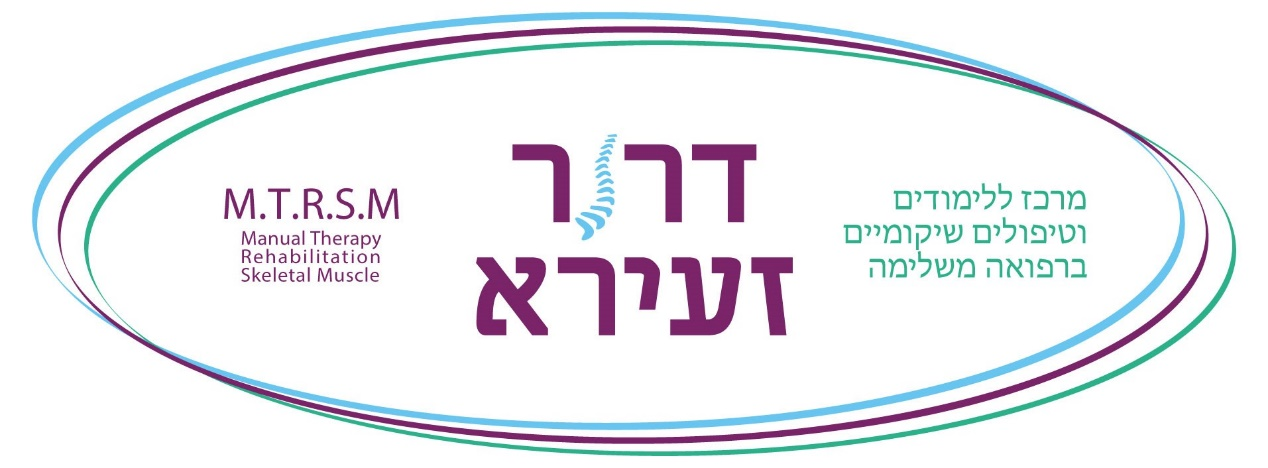 דרור
זעירא
מרכז ללימודים
וטיפולים שיקומיים
ברפואה משלימה
M.T.R.S.M
Manual Therapy
Rehabilitation
Skeletal Muscle